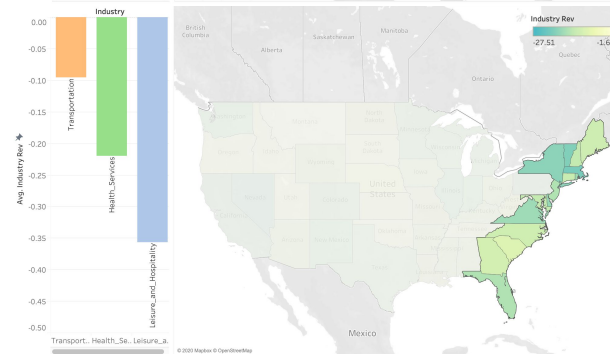 Industry
0.00
-0.05
-0.10
-0.15
-0.20
-0.25
-0.30
-0.35
-0.40
-0.45
-0.50
Avg. Industry Rev
Transportation
Health_Services
Leisure_and_Hospitality
Transport.. Health_Se.. Leisure_a..
Industry Rev
-27.51
-1.6
British
Columbia
Alberta
Saskatchewan
Manitoba
Ontario
Quebec
United
States
Mexico
© 2020 Mapbox © OpenStreetMap